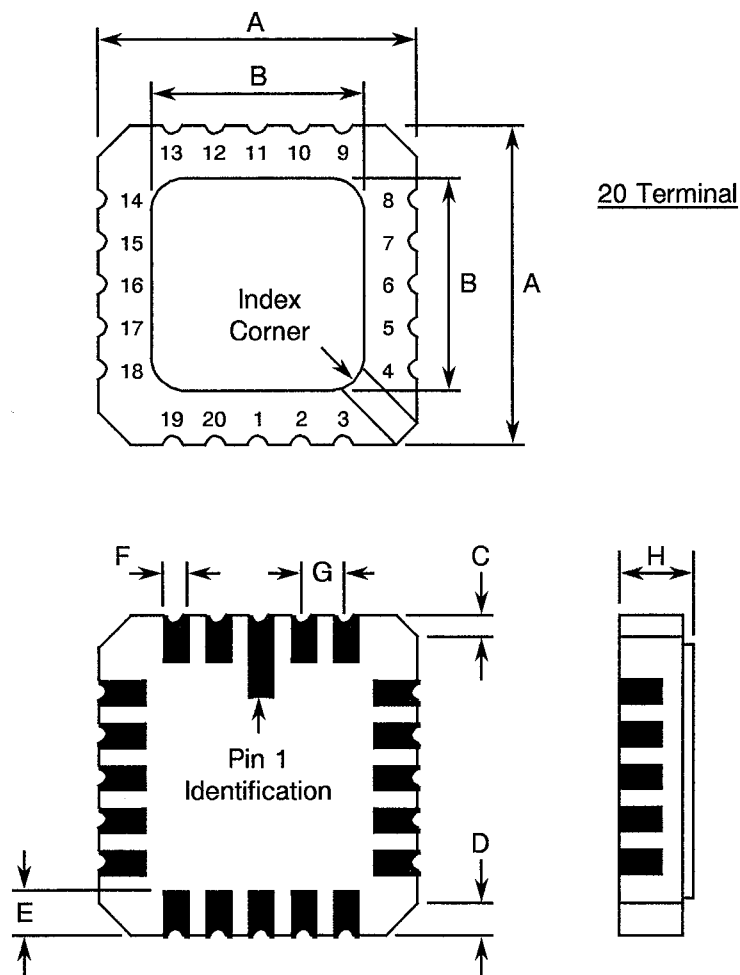 A
B
13 12 11 10 9
14 8
20 Terminal
15 7
16 6
B A
Index
Corner
17 5
18 4
19 20 1 2 3
F G C H
Pin 1
Identification
D
E